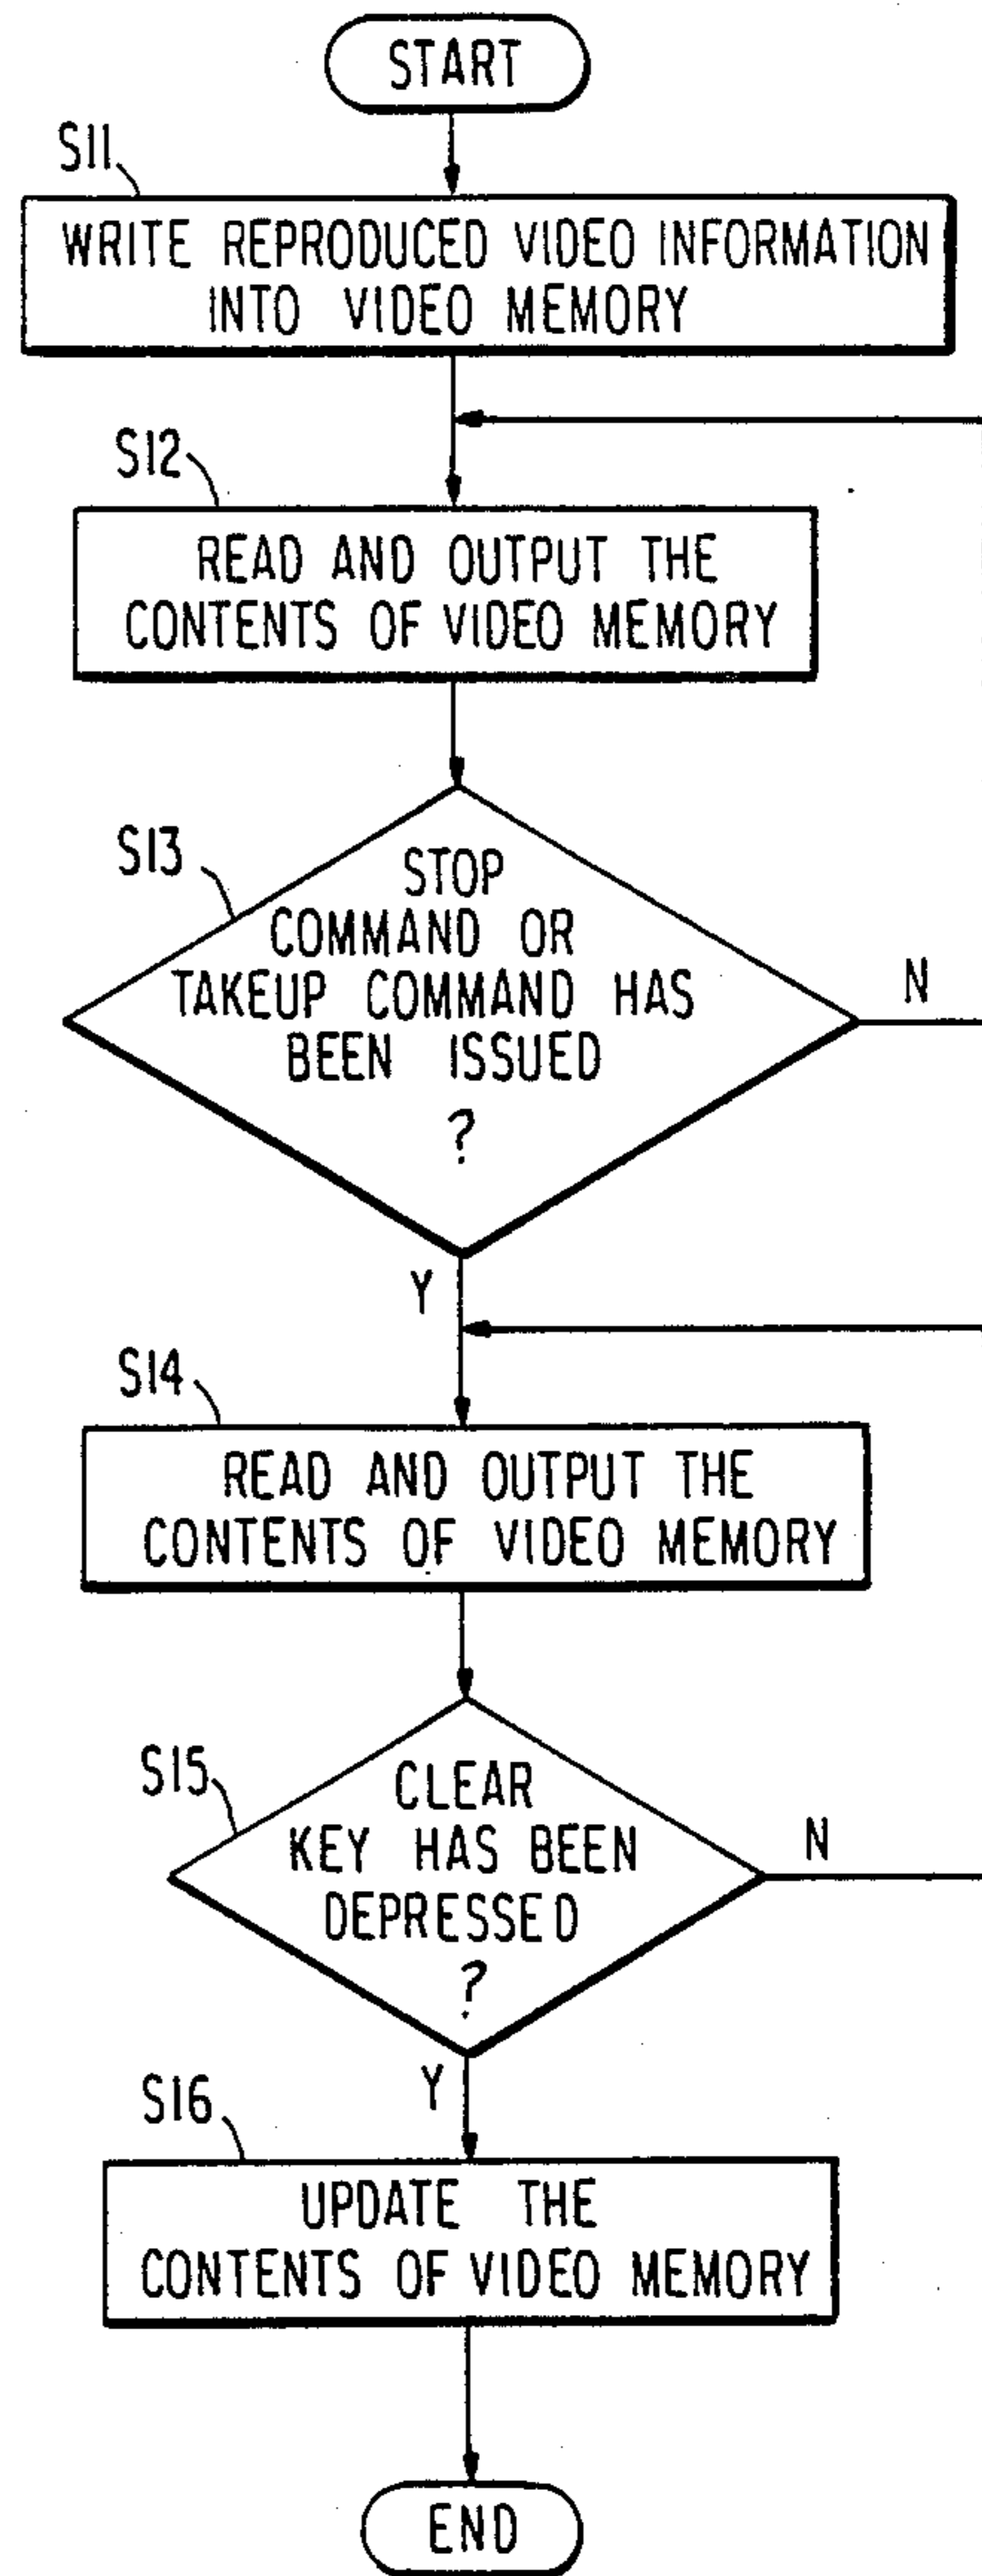 START
S11
WRITE REPRODUCED VIDEO INFORMATION
INTO VIDEO MEMORY
S12
READ AND OUTPUT THE
CONTENTS OF VIDEO MEMORY
S13
STOP
COMMAND OR
TAKEUP COMMAND HAS
BEEN ISSUED
?
N
Y
S14
READ AND OUTPUT THE
CONTENTS OF VIDEO MEMORY
S15
CLEAR
KEY HAS BEEN
DEPRESSED
?
N
Y
S16
UPDATE THE
CONTENTS OF VIDEO MEMORY
END